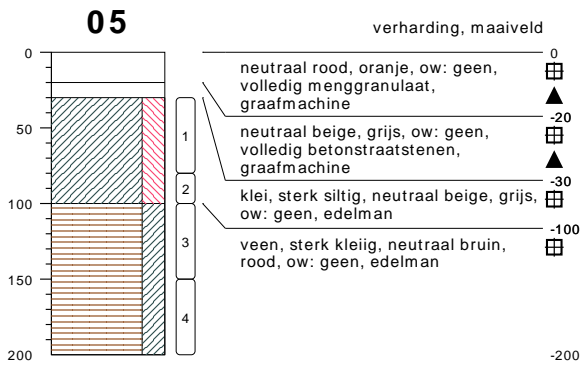 05
verharding, maaiveld
0
0
neutraal rood, oranje, ow: geen,
volledig menggranulaat,
graafmachine
-20
50
1
neutraal beige, grijs, ow: geen,
volledig betonstraatstenen,
graafmachine
-30
2
klei, sterk siltig, neutraal beige, grijs,
ow: geen, edelman
100
-100
3
veen, sterk kleiig, neutraal bruin,
rood, ow: geen, edelman
150
4
200
-200